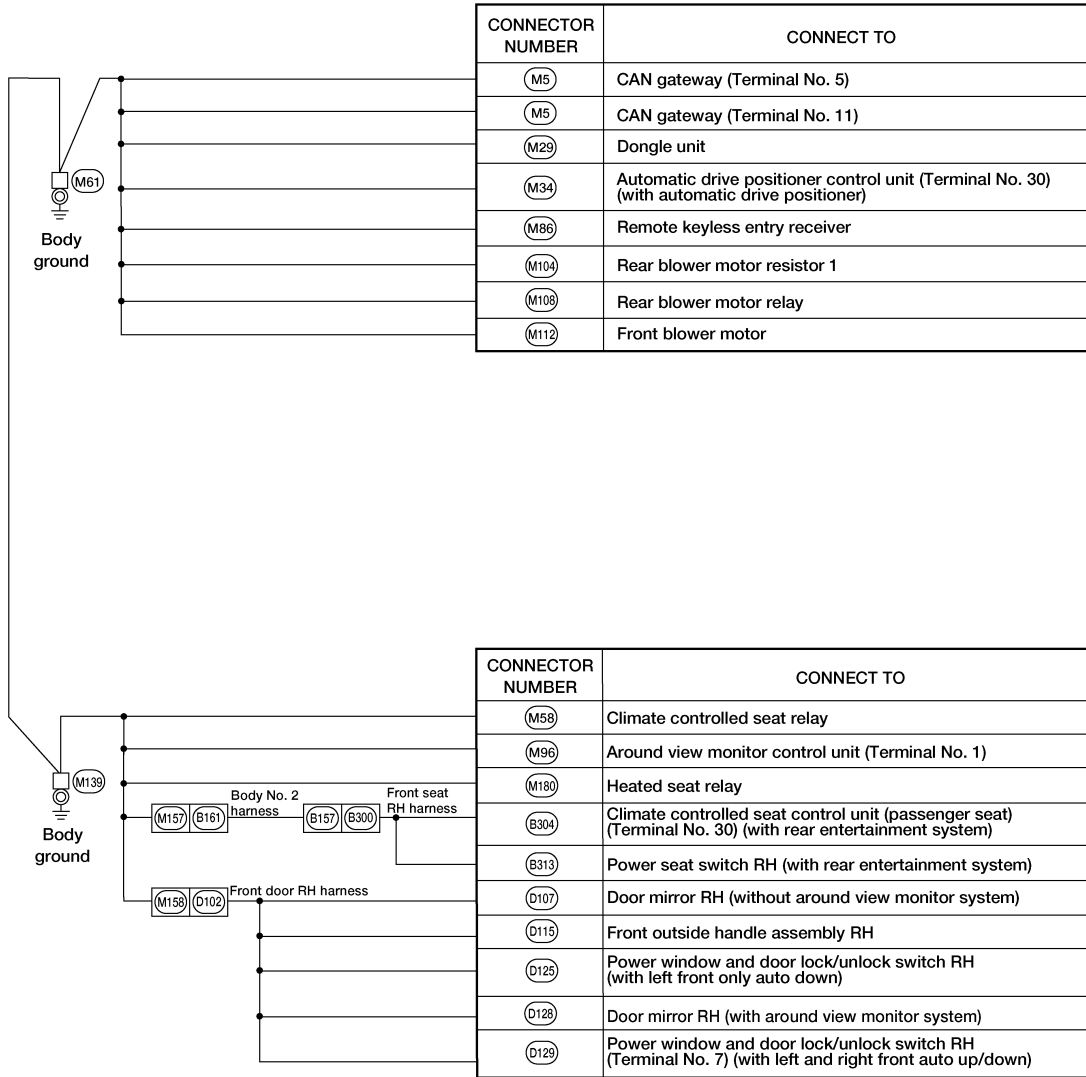 CONNECTOR
NUMBER
CONNECT TO
M5
CAN gateway (Terminal No. 5)
M5
CAN gateway (Terminal No. 11)
M29
Dongle unit
M61
M34
Automatic drive positioner control unit (Terminal No. 30)
(with automatic drive positioner)
Body
ground
M86
Remote keyless entry receiver
M104
Rear blower motor resistor 1
M108
Rear blower motor relay
M112
Front blower motor
CONNECTOR
NUMBER
CONNECT TO
M58
Climate controlled seat relay
M96
Around view monitor control unit (Terminal No. 1)
M139
Body
ground
M180
Heated seat relay
M157
B161
Body No. 2
harness
B157
B300
Front seat
RH harness
B304
Climate controlled seat control unit (passenger seat)
(Terminal No. 30) (with rear entertainment system)
B313
Power seat switch RH (with rear entertainment system)
M158
D102
Front door RH harness
D107
Door mirror RH (without around view monitor system)
D115
Front outside handle assembly RH
D125
Power window and door lock/unlock switch RH
(with left front only auto down)
D128
Door mirror RH (with around view monitor system)
D129
Power window and door lock/unlock switch RH
(Terminal No. 7) (with left and right front auto up/down)